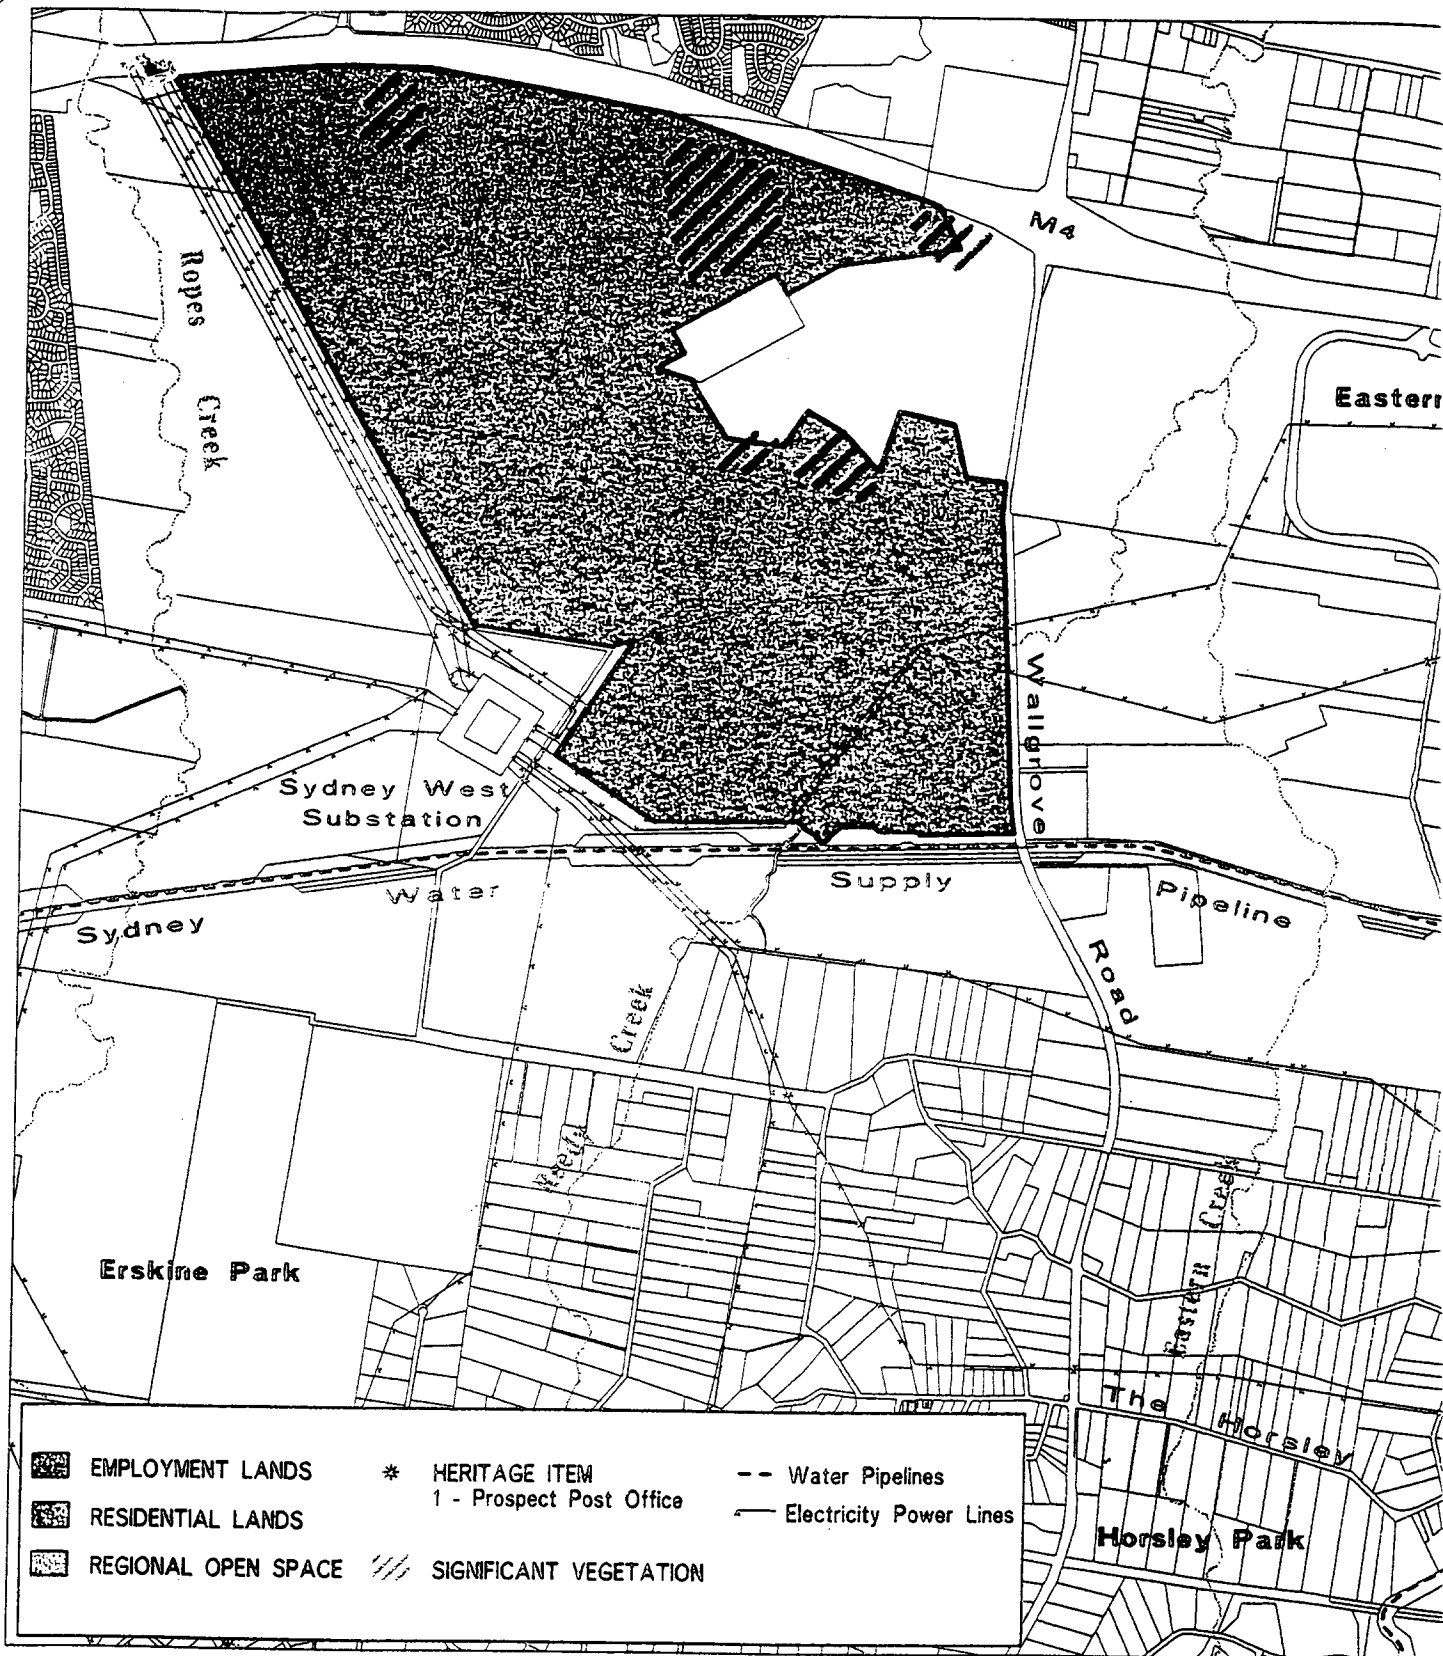 M4
Ropes
Creek
Eastern
Wallgrove
Sydney West
Substation
Water
Supply
Pipeline
Sydney
Road
Creek
Reedy
Creek
Eastern
Erskine Park
The Horsley
Horsley Park
EMPLOYMENT LANDS
RESIDENTIAL LANDS
REGIONAL OPEN SPACE
* HERITAGE ITEM
1 - Prospect Post Office
SIGNIFICANT VEGETATION
Water Pipelines
Electricity Power Lines